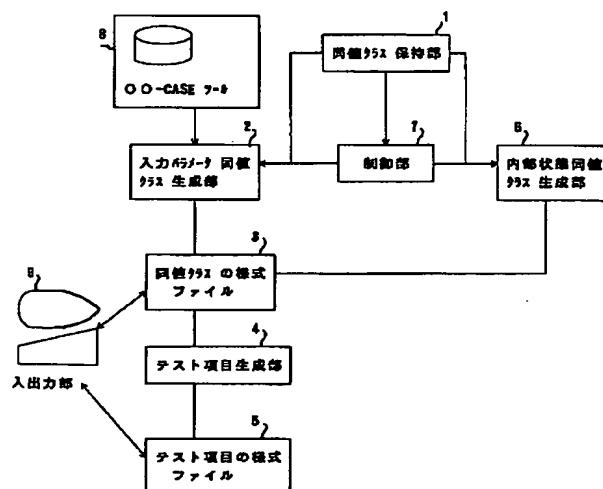 1
同値クラス 保持部
8
OO-CASE ツール
2
入力パラメータ 同値
クラス 生成部
7
制御部
6
内部状態同値
クラス 生成部
3
同値クラス の様式
ファイル
9
入出力部
4
テスト項目生成部
5
テスト項目の様式
ファイル